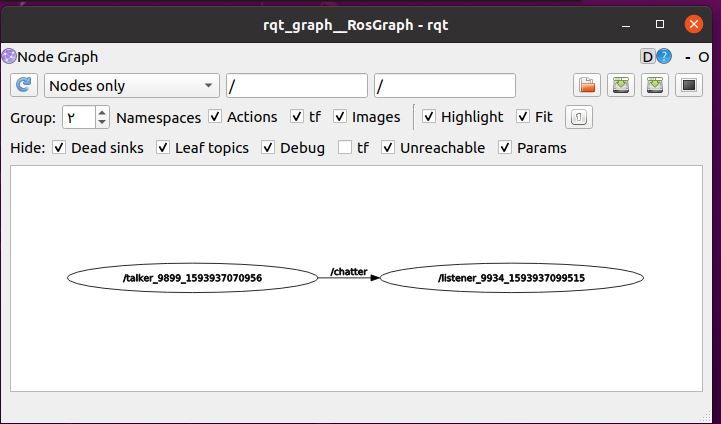 rqt_graph__RosGraph - rqt
Node Graph D ? - O
Nodes only / /
Group: ٢ Namespaces Actions tf Images Highlight Fit
Hide: Dead sinks Leaf topics Debug tf Unreachable Params
/talker_9899_1593937070956 /chatter /listener_9934_1593937099515